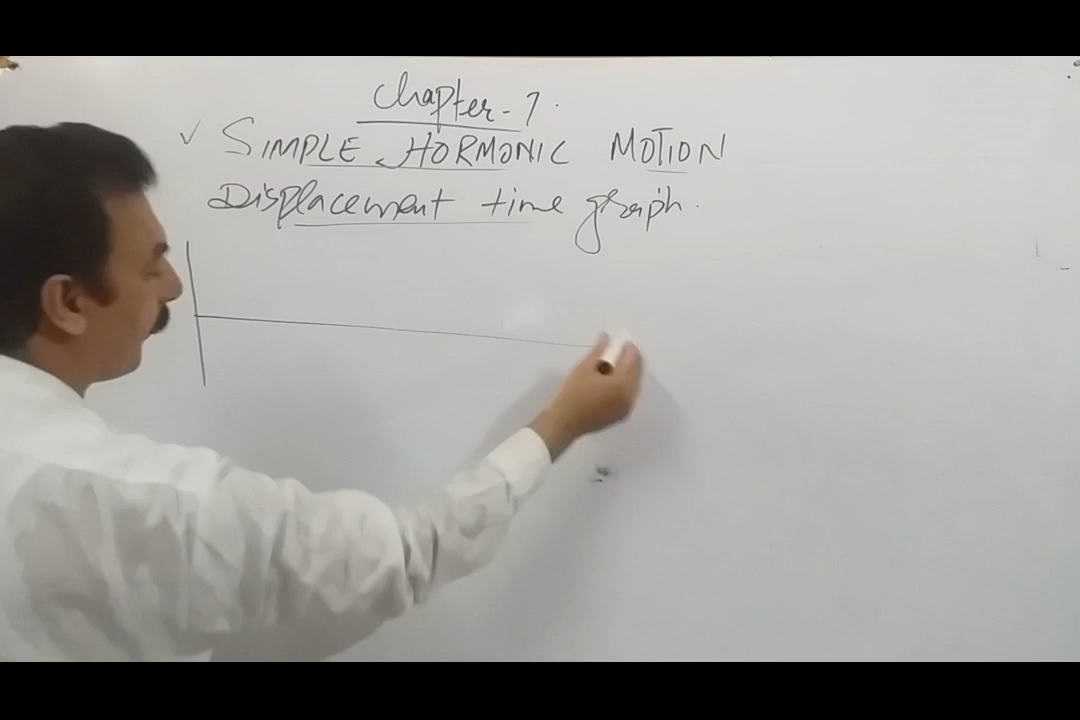 Chapter-7.
✓ SIMPLE HORMONIC MOTION
Displacement time graph.